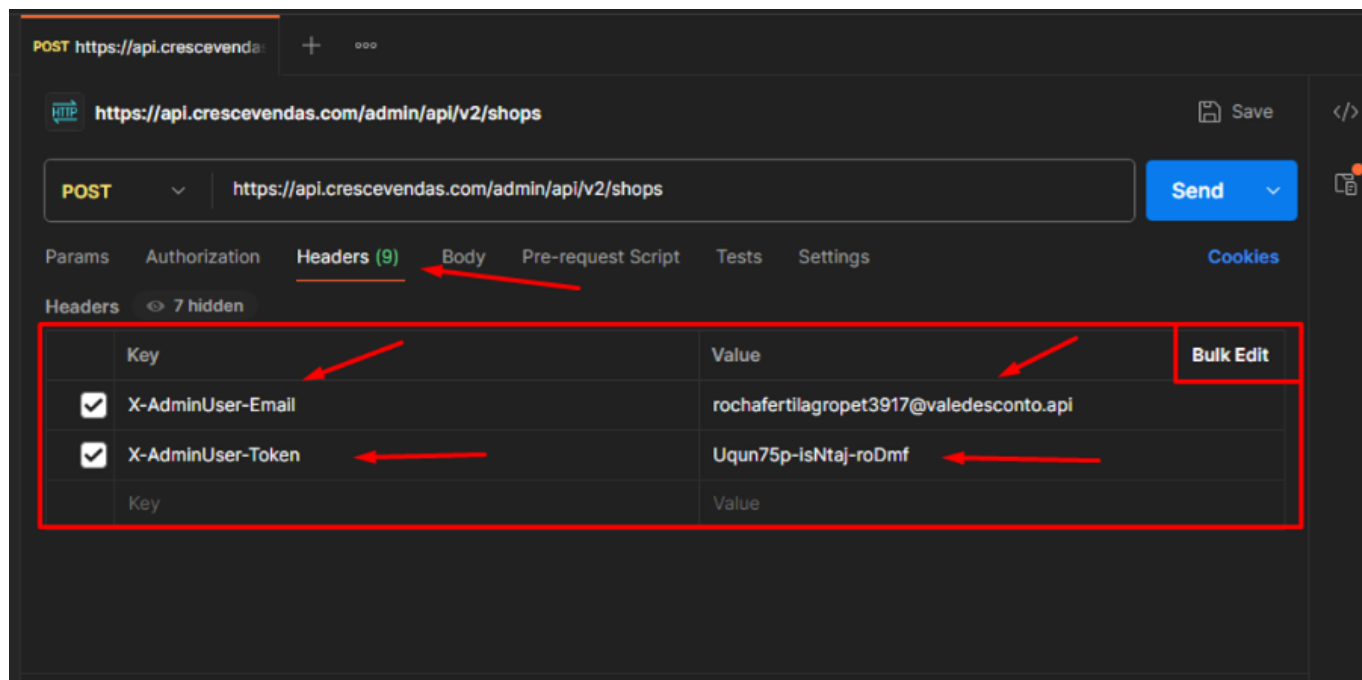 POST https://api.crescevenda
HTTP https://api.crescevendas.com/admin/api/v2/shops Save
POST https://api.crescevendas.com/admin/api/v2/shops Send
Params Authorization Headers (9) Body Pre-request Script Tests Settings Cookies
Headers 7 hidden
Key Value Bulk Edit
X-AdminUser-Email rochafertilagropet3917@valedesconto.api
X-AdminUser-Token Uqun75p-isNtaj-roDmf
Key Value